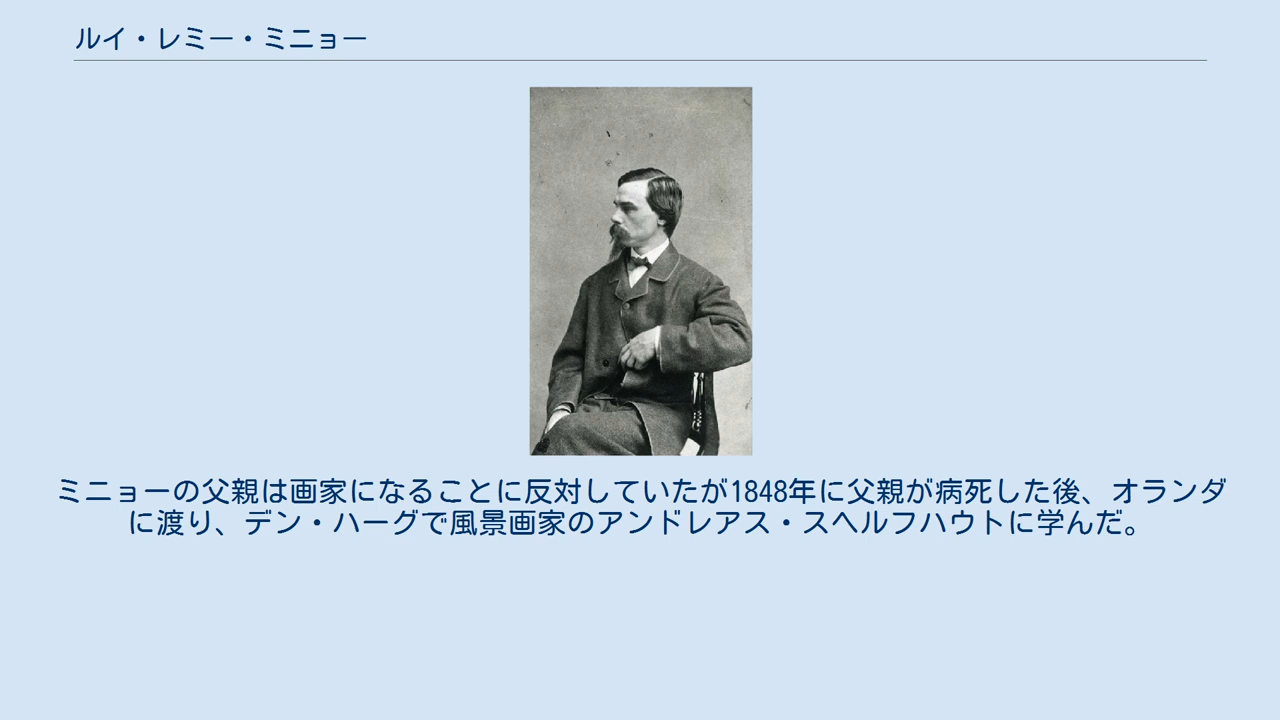 ルイ・レミー・ミニョー
ミニョーの父親は画家になることに反対していたが1848年に父親が病死した後、オランダ
に渡り、デン・ハーグで風景画家のアンドレアス・スヘルフハウトに学んだ。